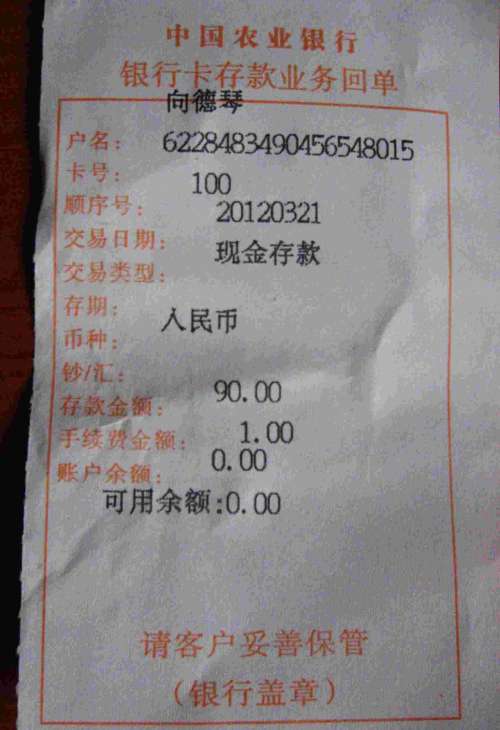 中国农业银行
银行卡存款业务回单
向德琴
户名：
6228483490456548015
卡号：
100
顺序号：
20120321
交易日期：
现金存款
交易类型：
存期：
人民币
币种：
钞/汇：
90.00
存款金额：
1.00
手续费金额：
0.00
账户余额：
可用余额:0.00
请客户妥善保管
（银行盖章）